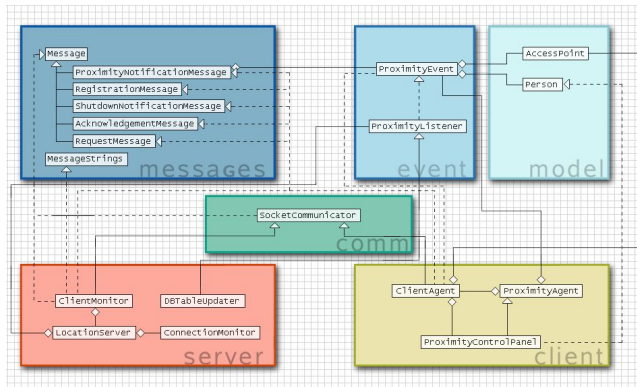 Message
ProximityNotificationMessage
RegistrationMessage
ShutdownNotificationMessage
AcknowledgementMessage
RequestMessage
MessageStrings
messages
ProximityEvent
ProximityListener
event
AccessPoint
Person
model
SocketCommunicator
comm
ClientMonitor
DBTableUpdater
LocationServer
ConnectionMonitor
server
ClientAgent
ProximityAgent
ProximityControlPanel
client